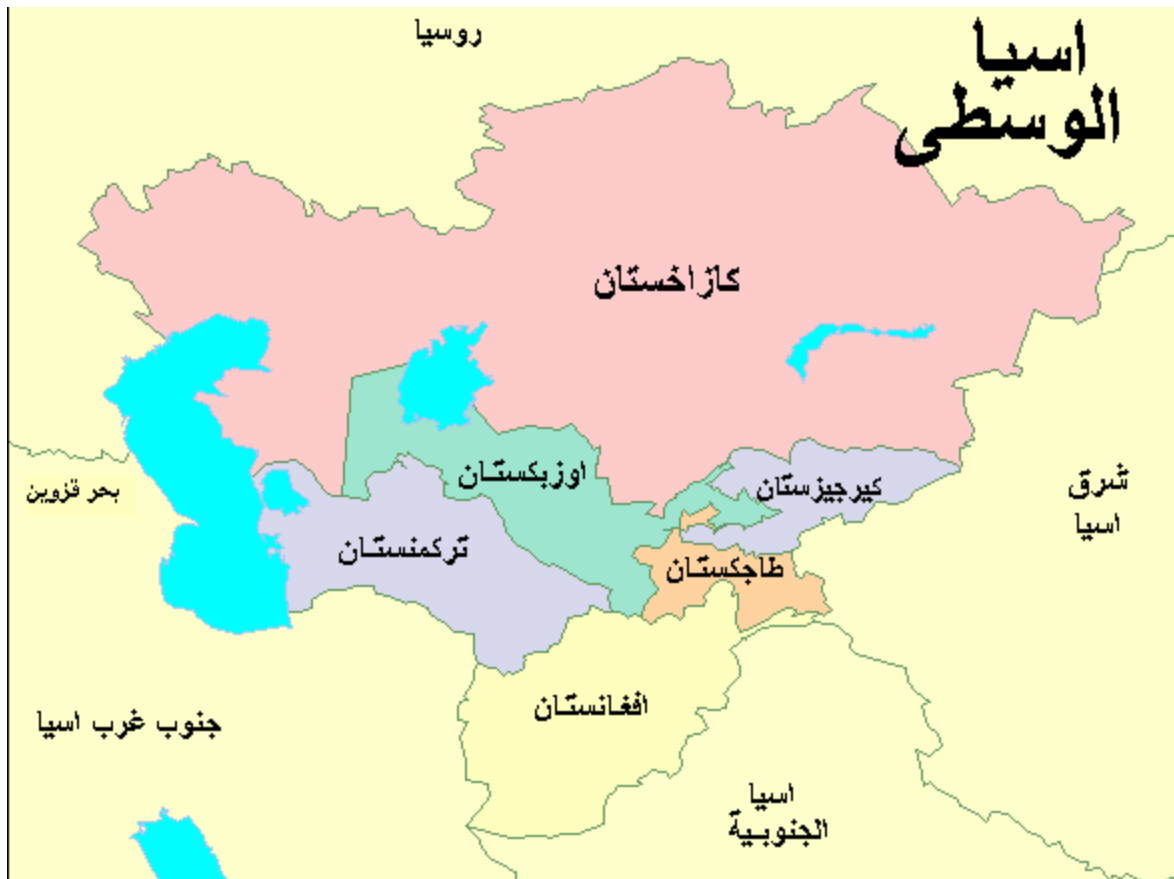 اسيا
الوسطى
روسيا
كازاخستان
اوزبكستان
كيرجيزستان
شرق
اسيا
بحر قزوين
تركمنستان
طاجكستان
افغانستان
جنوب غرب اسيا
اسيا
الجنوبية